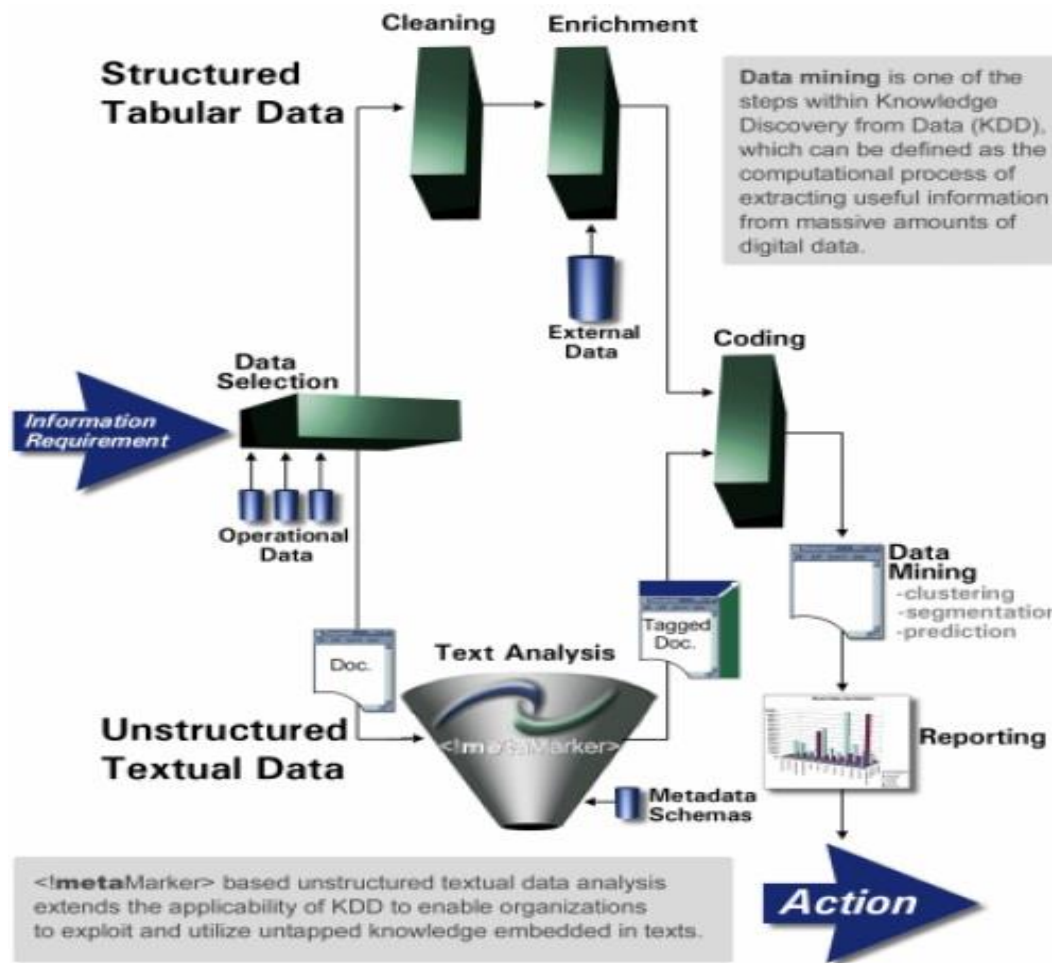 Cleaning
Enrichment
Structured
Tabular Data
Data mining is one of the
steps within Knowledge
Discovery from Data (KDD),
which can be defined as the
computational process of
extracting useful information
from massive amounts of
digital data.
External
Data
Coding
Data
Selection
Information
Requirement
Operational
Data
Data
Mining
-clustering
-segmentation
-prediction
Doc.
Text Analysis
Tagged
Doc.
<!metaMarker>
Unstructured
Textual Data
Metadata
Schemas
Reporting
<!metaMarker> based unstructured textual data analysis
extends the applicability of KDD to enable organizations
to exploit and utilize untapped knowledge embedded in texts.
Action